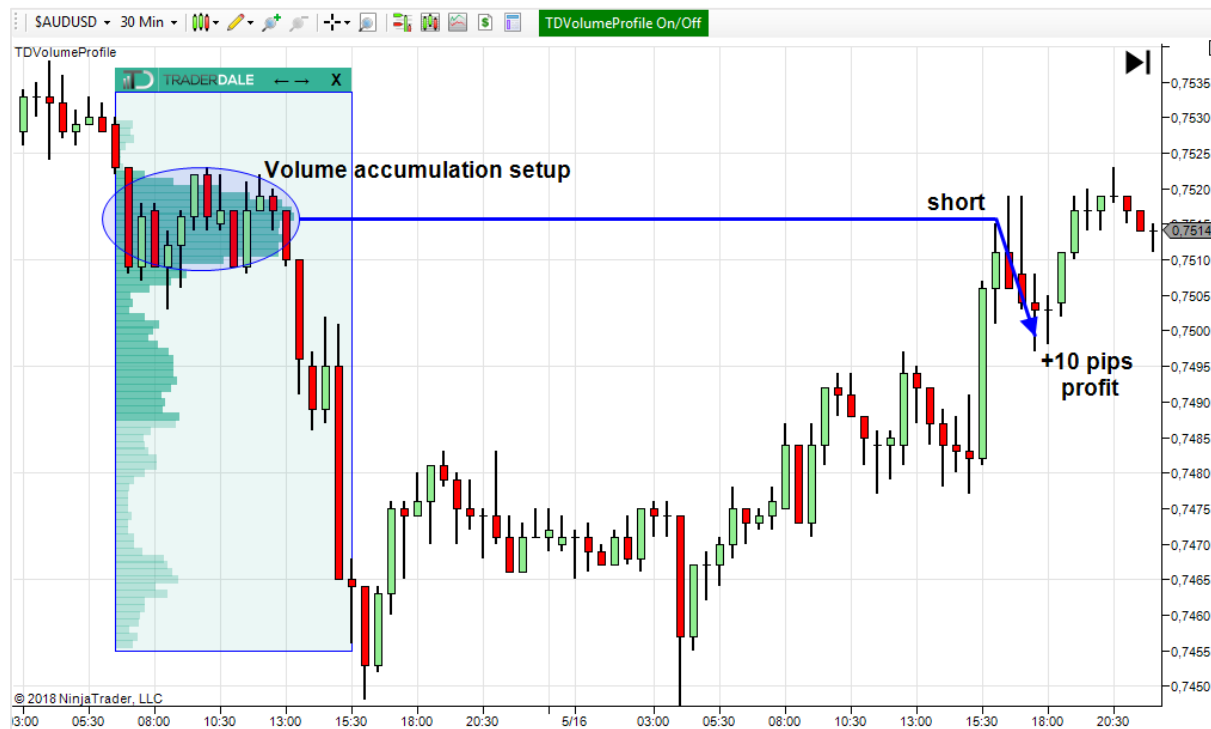 $AUDUSD 30 Min $ TDVolumeProfile On/Off
TDVolumeProfile
TD TRADERDALE ← → X
Volume accumulation setup
short
+10 pips
profit
0,7535
0,7530
0,7525
0,7520
0,7515
0,7514
0,7510
0,7505
0,7500
0,7495
0,7490
0,7485
0,7480
0,7475
0,7470
0,7465
0,7460
0,7455
0,7450
© 2018 NinjaTrader, LLC
03:00 05:30 08:00 10:30 13:00 15:30 18:00 20:30 5/16 03:00 05:30 08:00 10:30 13:00 15:30 18:00 20:30